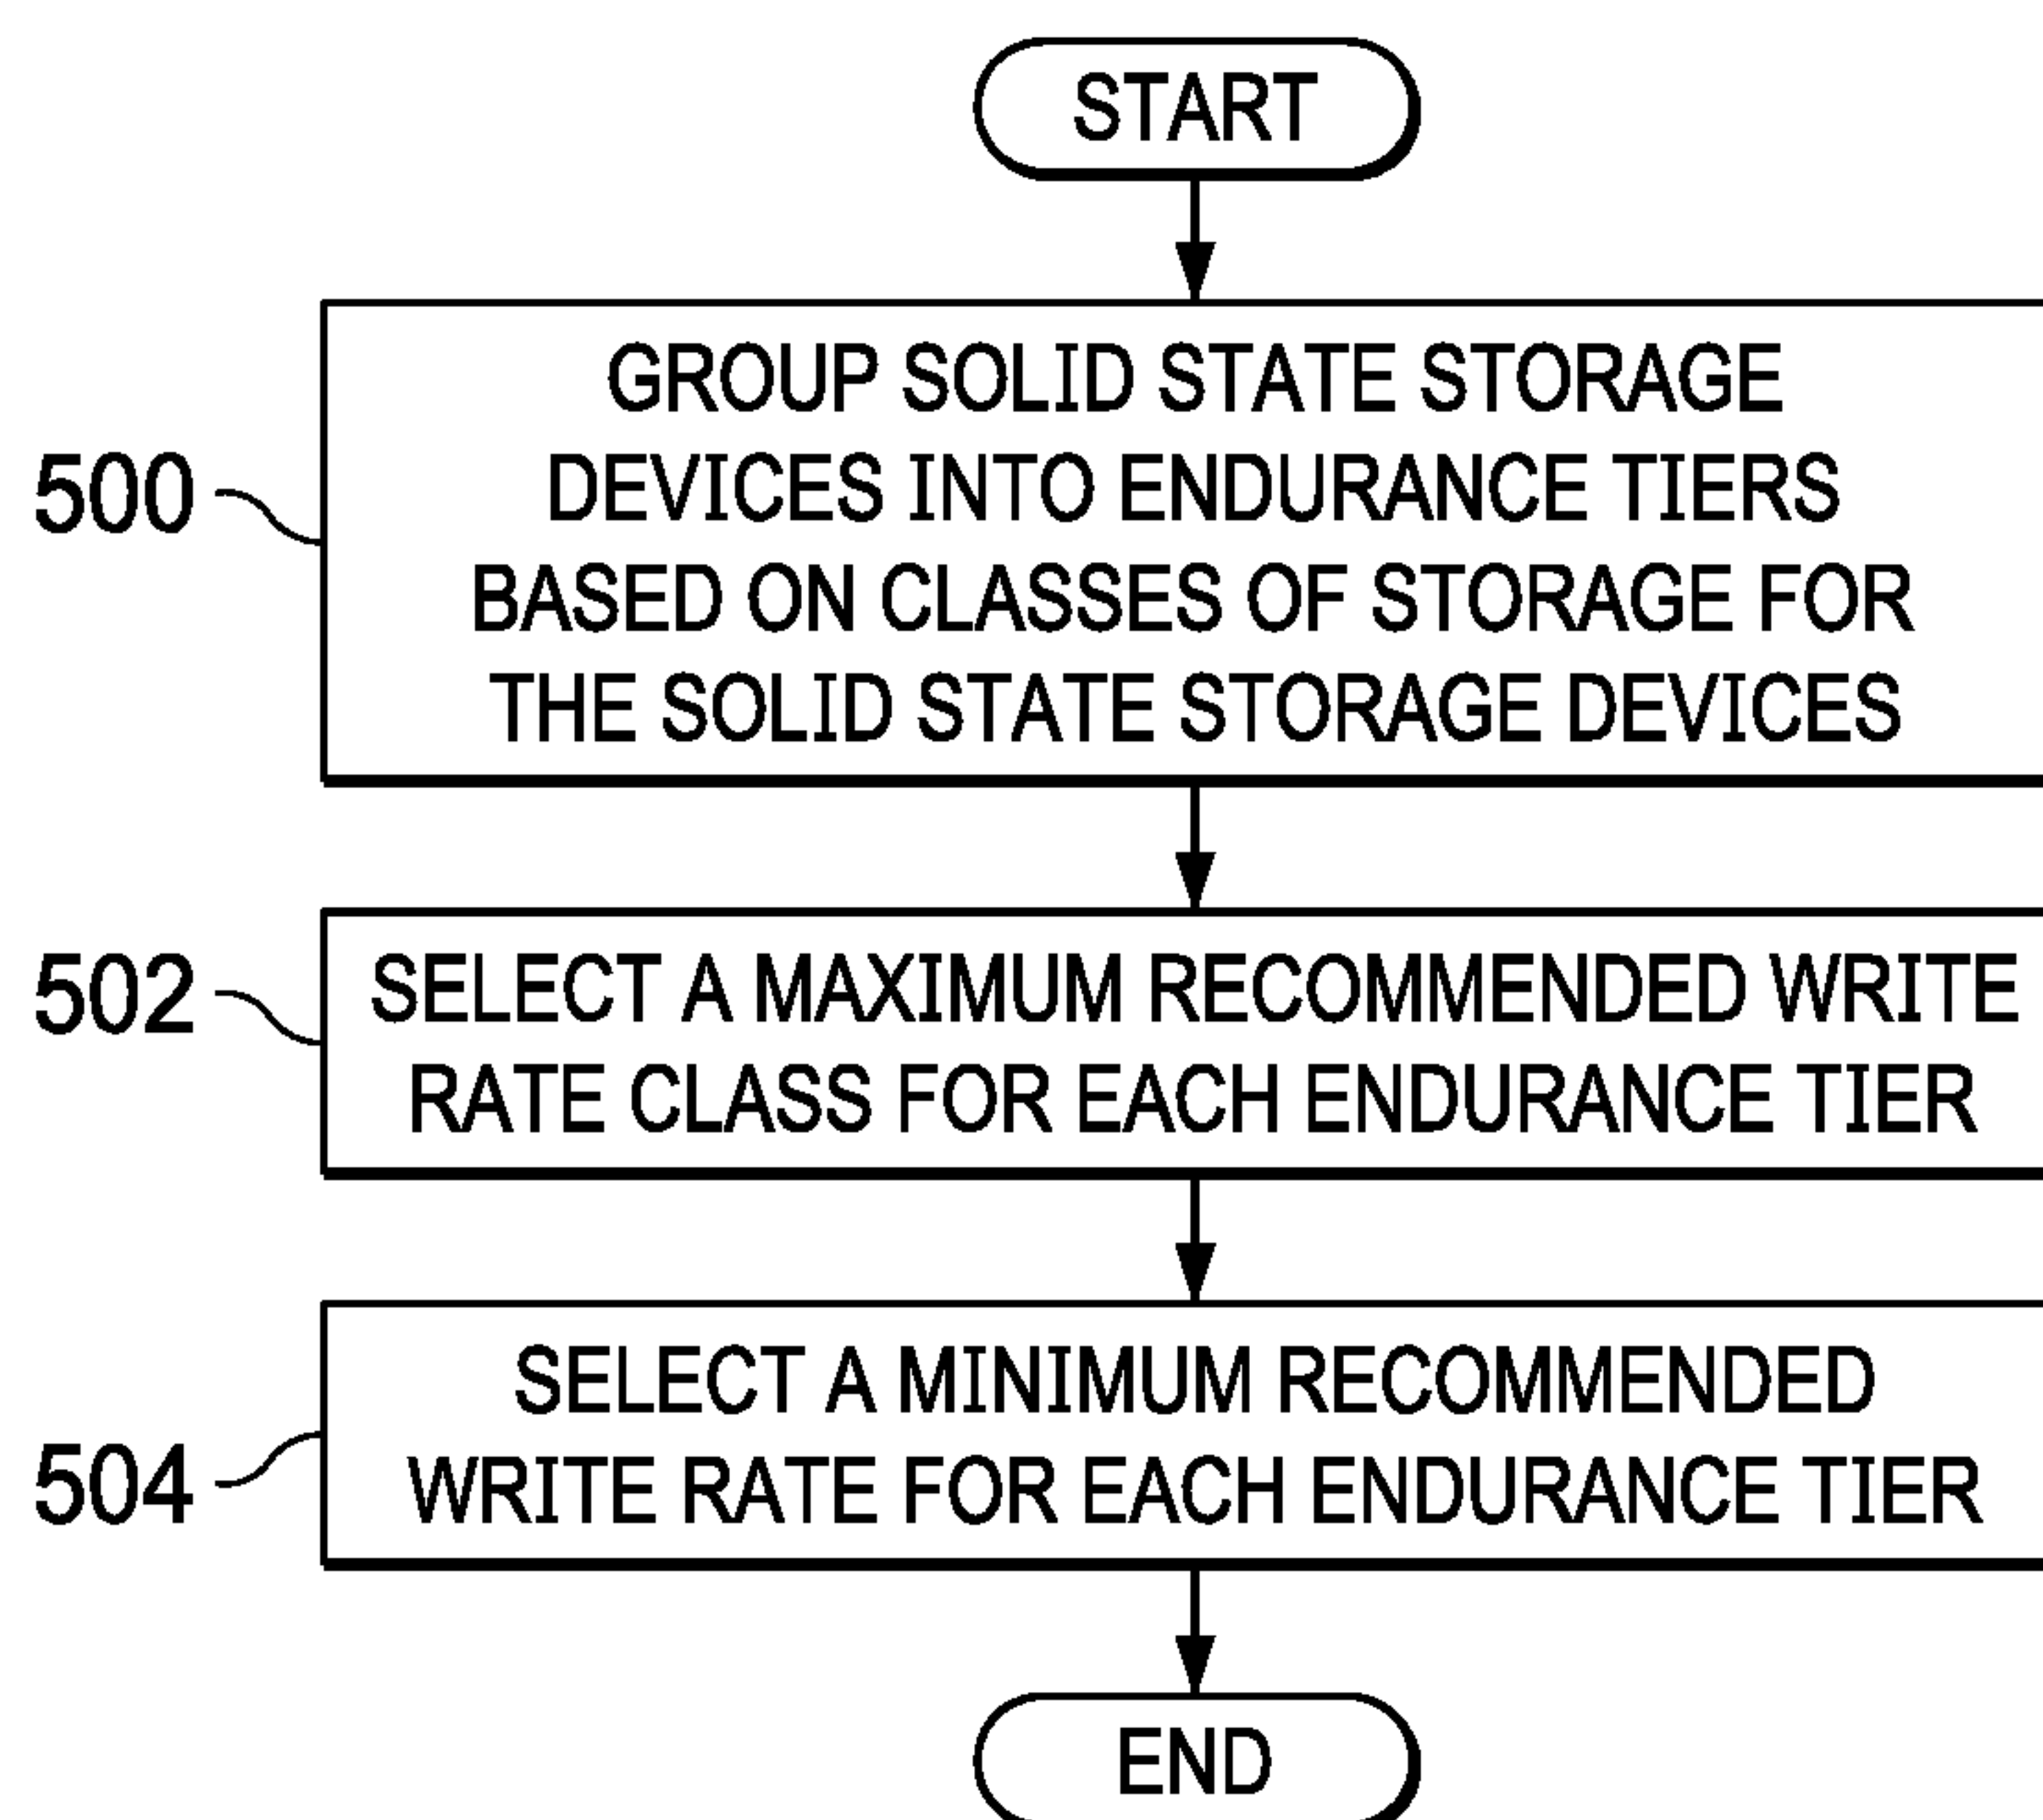 START
500
GROUP SOLID STATE STORAGE
DEVICES INTO ENDURANCE TIERS
BASED ON CLASSES OF STORAGE FOR
THE SOLID STATE STORAGE DEVICES
502
SELECT A MAXIMUM RECOMMENDED WRITE
RATE CLASS FOR EACH ENDURANCE TIER
504
SELECT A MINIMUM RECOMMENDED
WRITE RATE FOR EACH ENDURANCE TIER
END